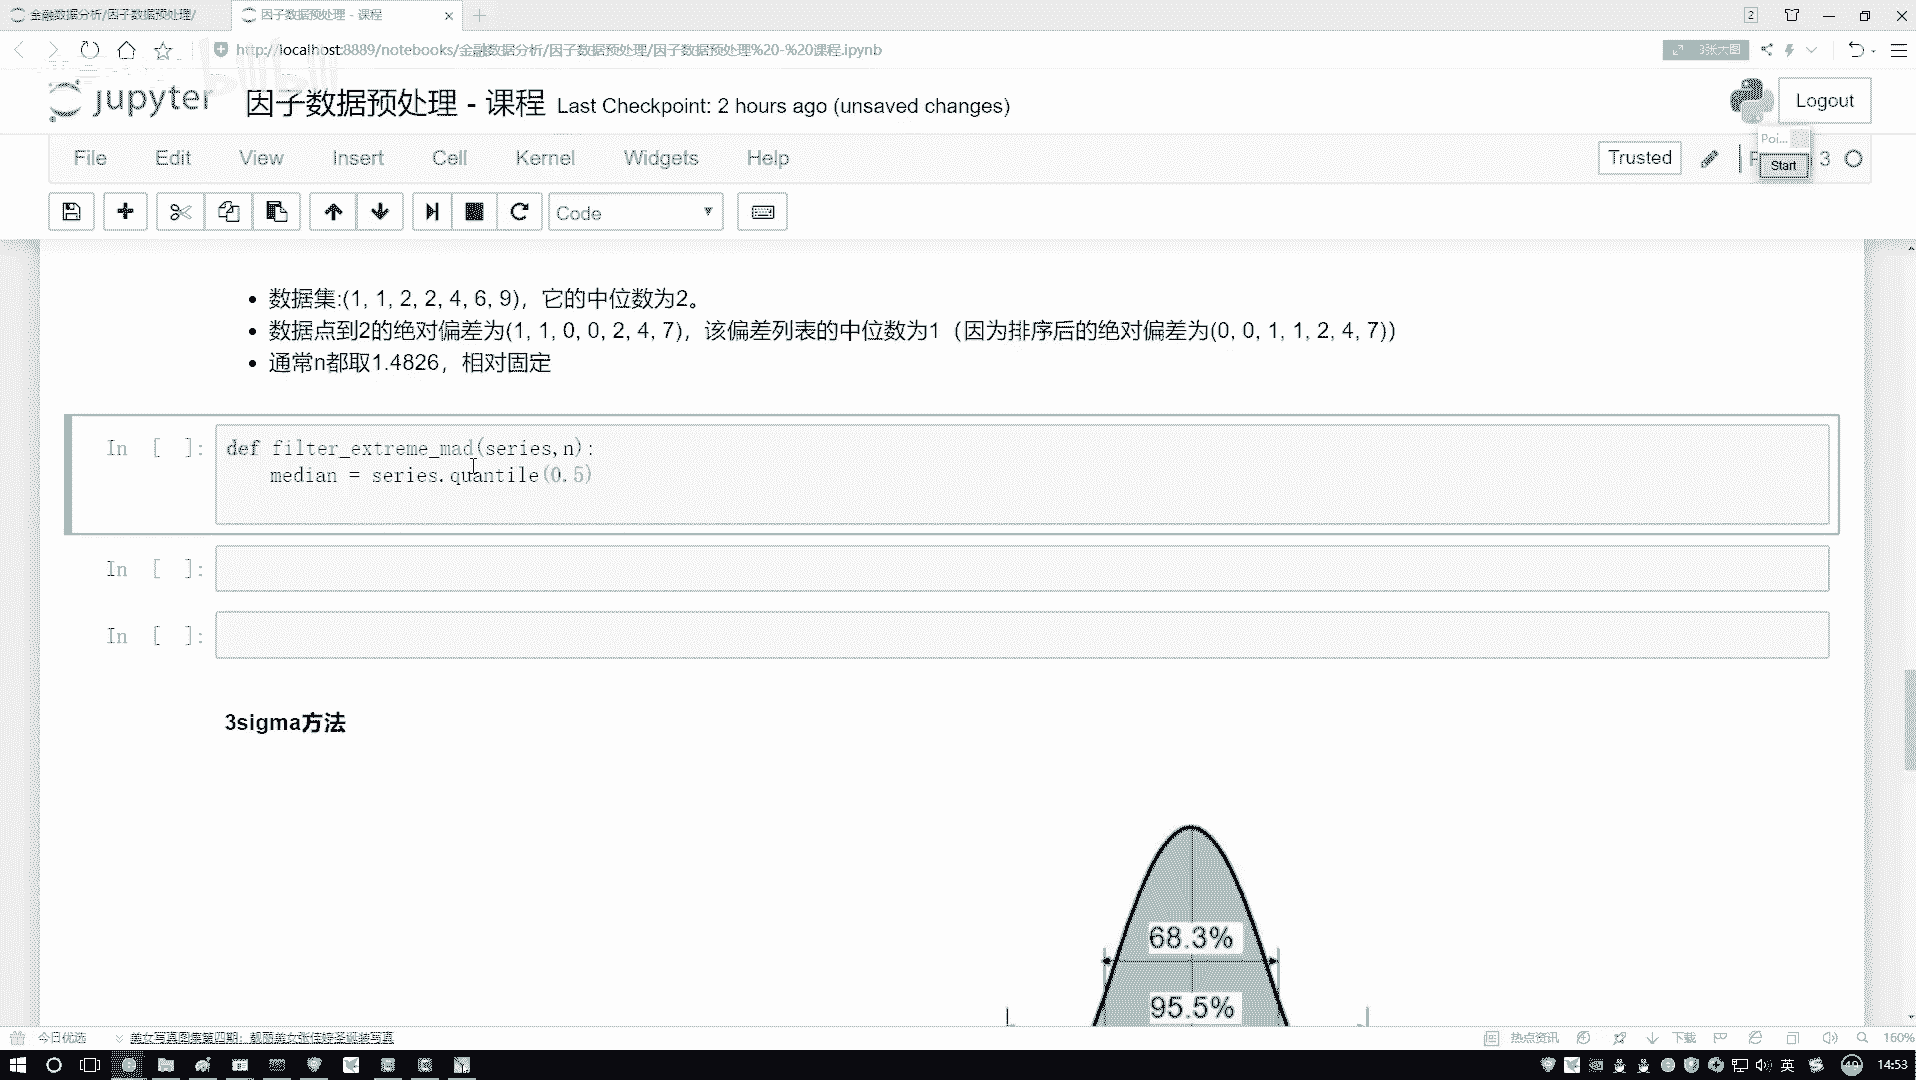 金融数据分析/因子数据预处理/
因子数据预处理 - 课程
2
http://localhost:8889/notebooks/金融数据分析/因子数据预处理/因子数据预处理%20-%20课程.ipynb
3张大图
bilibili
jupyter 因子数据预处理 - 课程 Last Checkpoint: 2 hours ago (unsaved changes)
Logout
Poi...
File Edit View Insert Cell Kernel Widgets Help
Trusted
Start
3
Code
数据集:(1, 1, 2, 2, 4, 6, 9)，它的中位数为2。
数据点到2的绝对偏差为(1, 1, 0, 0, 2, 4, 7)，该偏差列表的中位数为1（因为排序后的绝对偏差为(0, 0, 1, 1, 2, 4, 7)）
通常n都取1.4826，相对固定
In [ ]:
def filter_extreme_mad(series,n):
median = series.quantile(0.5)
In [ ]:
In [ ]:
3sigma方法
68.3%
95.5%
今日优选
热点资讯
下载
160%
英
49
14:53